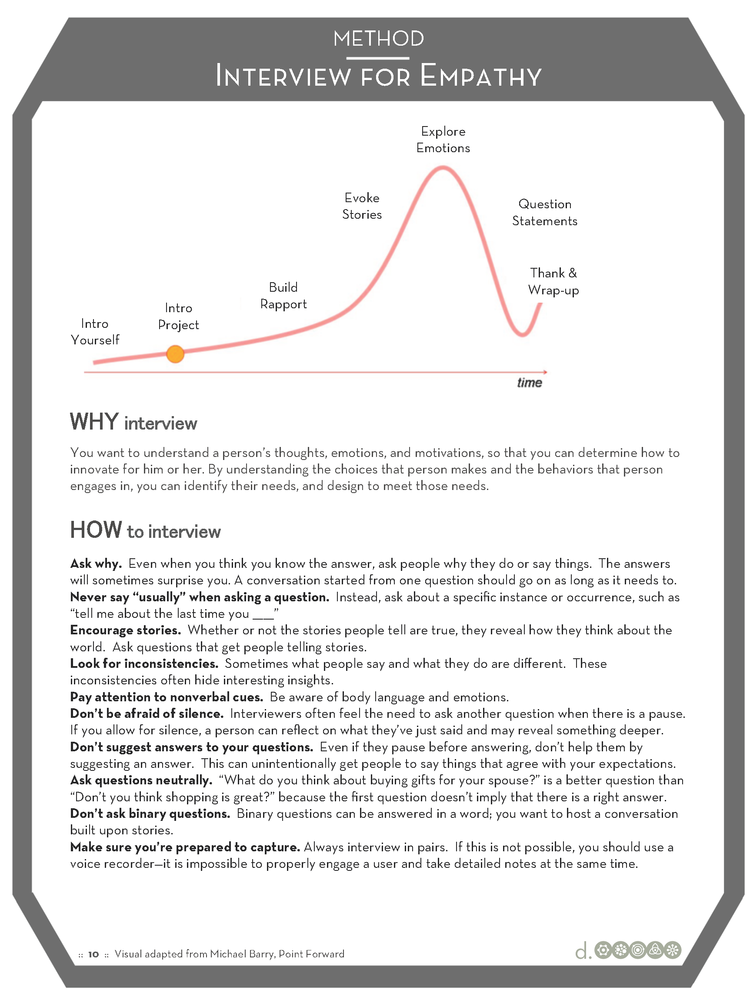 METHOD
INTERVIEW FOR EMPATHY
Explore
Emotions
Evoke
Stories
Question
Statements
Thank &
Wrap-up
Build
Rapport
Intro
Project
Intro
Yourself
time
WHY interview
You want to understand a person's thoughts, emotions, and motivations, so that you can determine how to
innovate for him or her. By understanding the choices that person makes and the behaviors that person
engages in, you can identify their needs, and design to meet those needs.
HOW to interview
Ask why.  Even when you think you know the answer, ask people why they do or say things.  The answers
will sometimes surprise you. A conversation started from one question should go on as long as it needs to.
Never say “usually” when asking a question.  Instead, ask about a specific instance or occurrence, such as
“tell me about the last time you ____”
Encourage stories.  Whether or not the stories people tell are true, they reveal how they think about the
world.  Ask questions that get people telling stories.
Look for inconsistencies.  Sometimes what people say and what they do are different.  These
inconsistencies often hide interesting insights.
Pay attention to nonverbal cues.  Be aware of body language and emotions.
Don't be afraid of silence.  Interviewers often feel the need to ask another question when there is a pause.
If you allow for silence, a person can reflect on what they've just said and may reveal something deeper.
Don't suggest answers to your questions.  Even if they pause before answering, don't help them by
suggesting an answer.  This can unintentionally get people to say things that agree with your expectations.
Ask questions neutrally.  “What do you think about buying gifts for your spouse?” is a better question than
“Don't you think shopping is great?” because the first question doesn't imply that there is a right answer.
Don't ask binary questions.  Binary questions can be answered in a word; you want to host a conversation
built upon stories.
Make sure you're prepared to capture. Always interview in pairs.  If this is not possible, you should use a
voice recorder—it is impossible to properly engage a user and take detailed notes at the same time.
:: 10 ::  Visual adapted from Michael Barry, Point Forward
d.